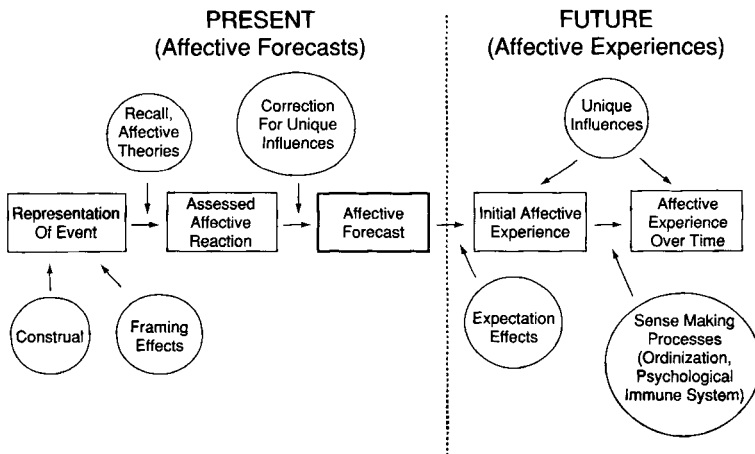 PRESENT
(Affective Forecasts)
FUTURE
(Affective Experiences)
Recall,
Affective
Theories
Correction
For Unique
Influences
Unique
Influences
Representation
Of Event
Assessed
Affective
Reaction
Affective
Forecast
Initial Affective
Experience
Affective
Experience
Over Time
Construal
Framing
Effects
Expectation
Effects
Sense Making
Processes
(Ordinization,
Psychological
Immune System)